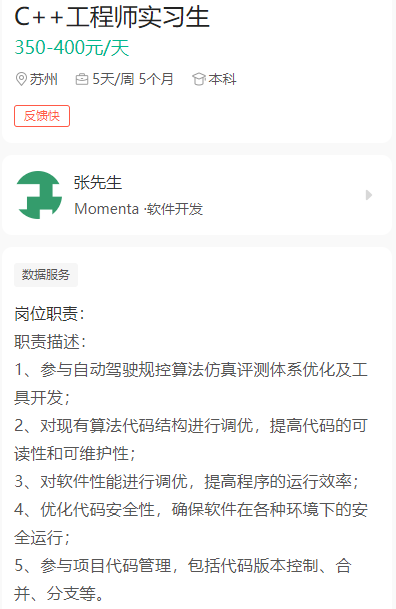 C++工程师实习生
350-400元/天
苏州 5天/周 5个月 本科
反馈快
张先生
Momenta ·软件开发
数据服务
岗位职责：
职责描述：
1、参与自动驾驶规控算法仿真评测体系优化及工
具开发；
2、对现有算法代码结构进行调优，提高代码的可
读性和可维护性；
3、对软件性能进行调优，提高程序的运行效率；
4、优化代码安全性，确保软件在各种环境下的安
全运行；
5、参与项目代码管理，包括代码版本控制、合
并、分支等。